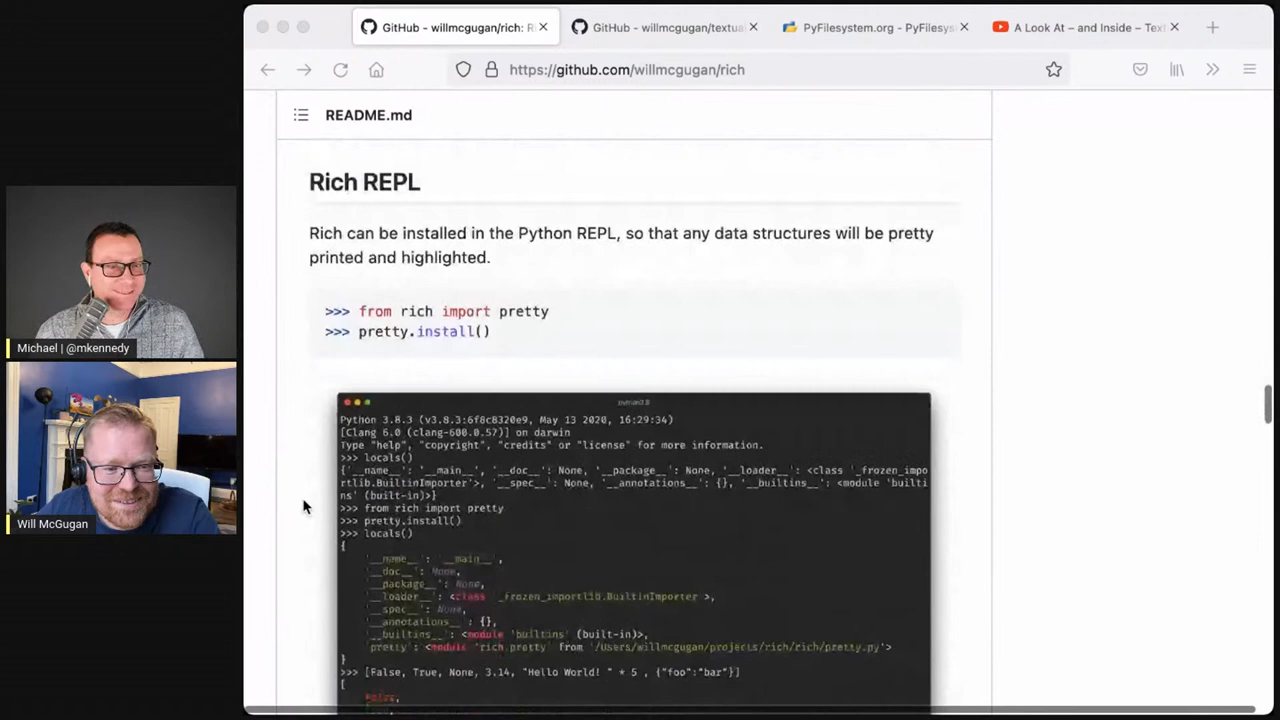 GitHub - willmcgugan/rich: R
GitHub - willmcgugan/textua
PyFilesystem.org - PyFilesys
A Look At – and Inside – Text
https://github.com/willmcgugan/rich
README.md
Rich REPL
Rich can be installed in the Python REPL, so that any data structures will be pretty
printed and highlighted.
>>> from rich import pretty
>>> pretty.install()
Michael | @mkennedy
Will McGugan
Python 3.8.3 (v3.8.3:6f8c8320e9, May 13 2020, 16:29:34)
[Clang 6.0 (clang-600.0.57)] on darwin
Type "help", "copyright", "credits" or "license" for more information.
>>> locals()
{'__name__': '__main__', '__doc__': None, '__package__': None, '__loader__': <class '_frozen_impo
rtlib.BuiltinImporter'>, '__spec__': None, '__annotations__': {}, '__builtins__': <module 'builti
ns' (built-in)>}
>>> from rich import pretty
>>> pretty.install()
>>> locals()
{
'__name__': '__main__',
'__doc__': None,
'__package__': None,
'__loader__': <class '_frozen_importlib.BuiltinImporter'>,
'__spec__': None,
'__annotations__': {},
'__builtins__': <module 'builtins' (built-in)>,
'pretty': <module 'rich.pretty' from '/Users/willmcgugan/projects/rich/rich/pretty.py'>
}
>>> [False, True, None, 3.14, "Hello World! " * 5 , {"foo":"bar"}]
[
False,